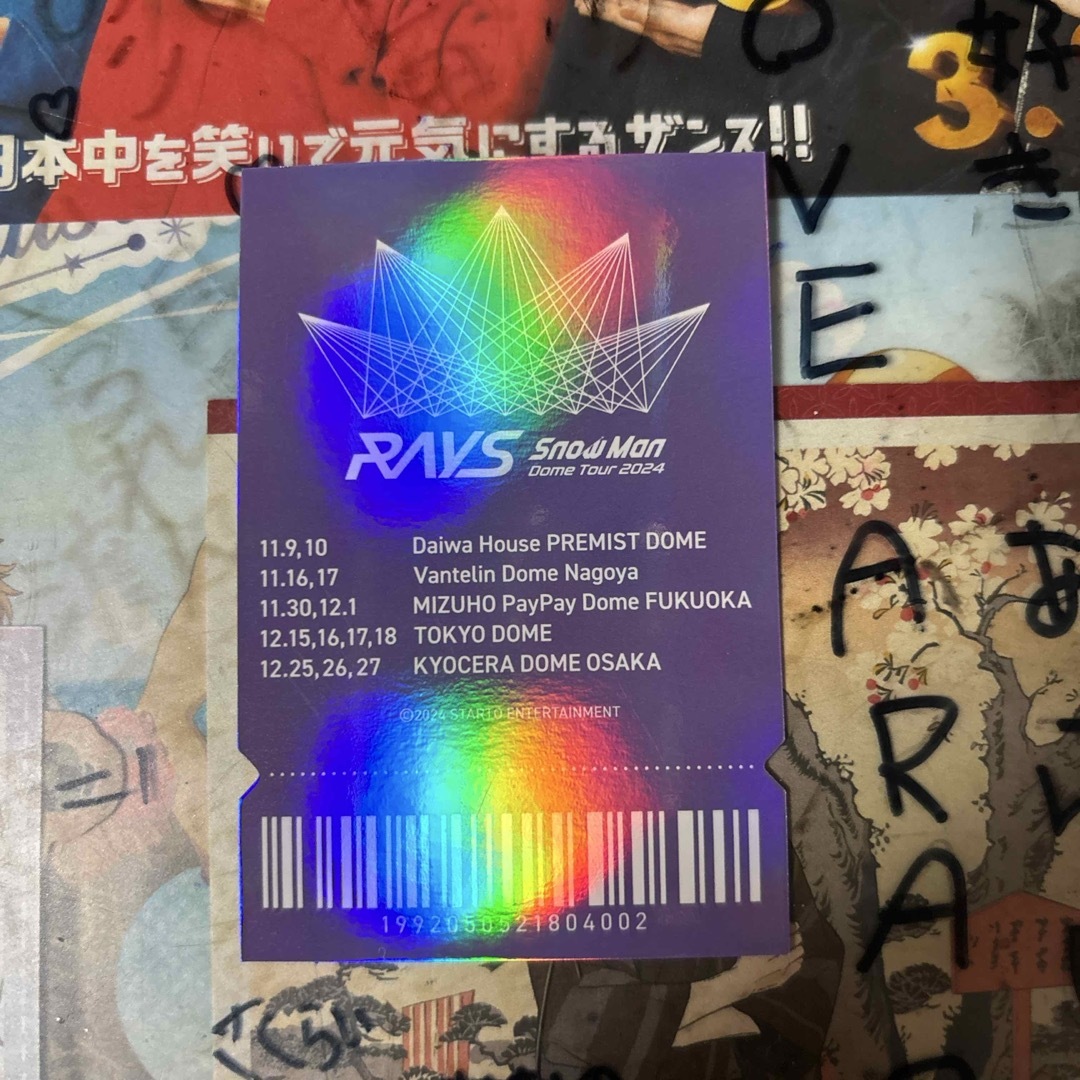 日本中を笑いで元気にするザンス!!
3.
好
き
V
E
RAYS Snow Man
Dome Tour 2024
11.9,10 Daiwa House PREMIST DOME
11.16,17 Vantelin Dome Nagoya
11.30,12.1 MIZUHO PayPay Dome FUKUOKA
12.15,16,17,18 TOKYO DOME
12.25,26,27 KYOCERA DOME OSAKA
©2024 STARTO ENTERTAINMENT
1992050521804002
A
R
A